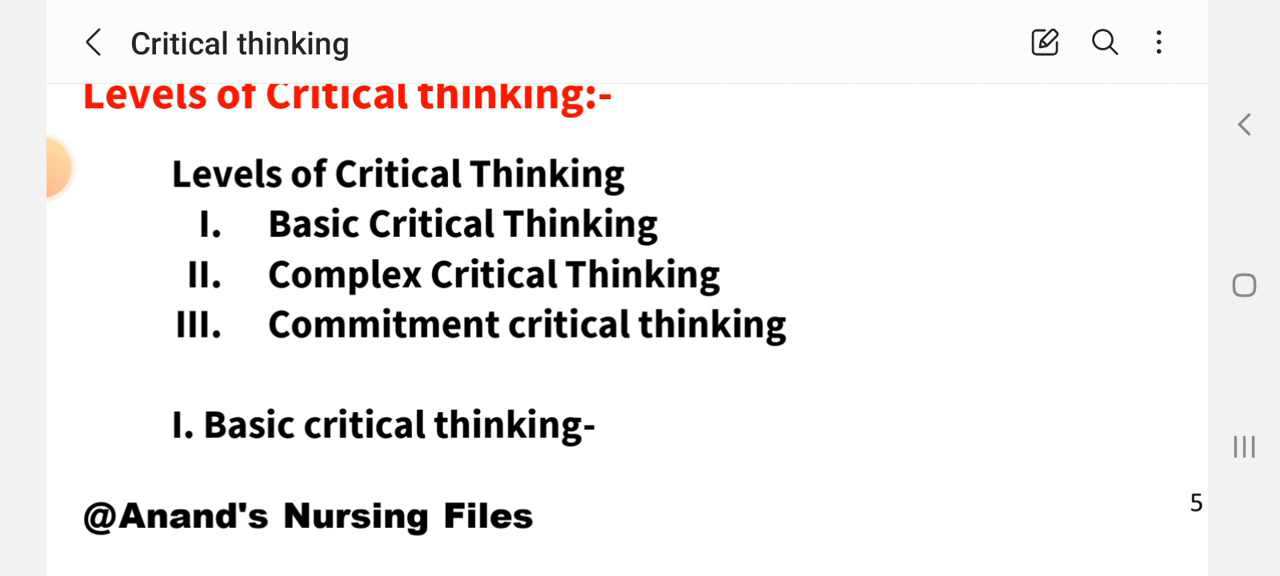 Critical thinking
Levels of Critical thinking:-
Levels of Critical Thinking
I. Basic Critical Thinking
II. Complex Critical Thinking
III. Commitment critical thinking
I. Basic critical thinking-
@Anand's Nursing Files
5